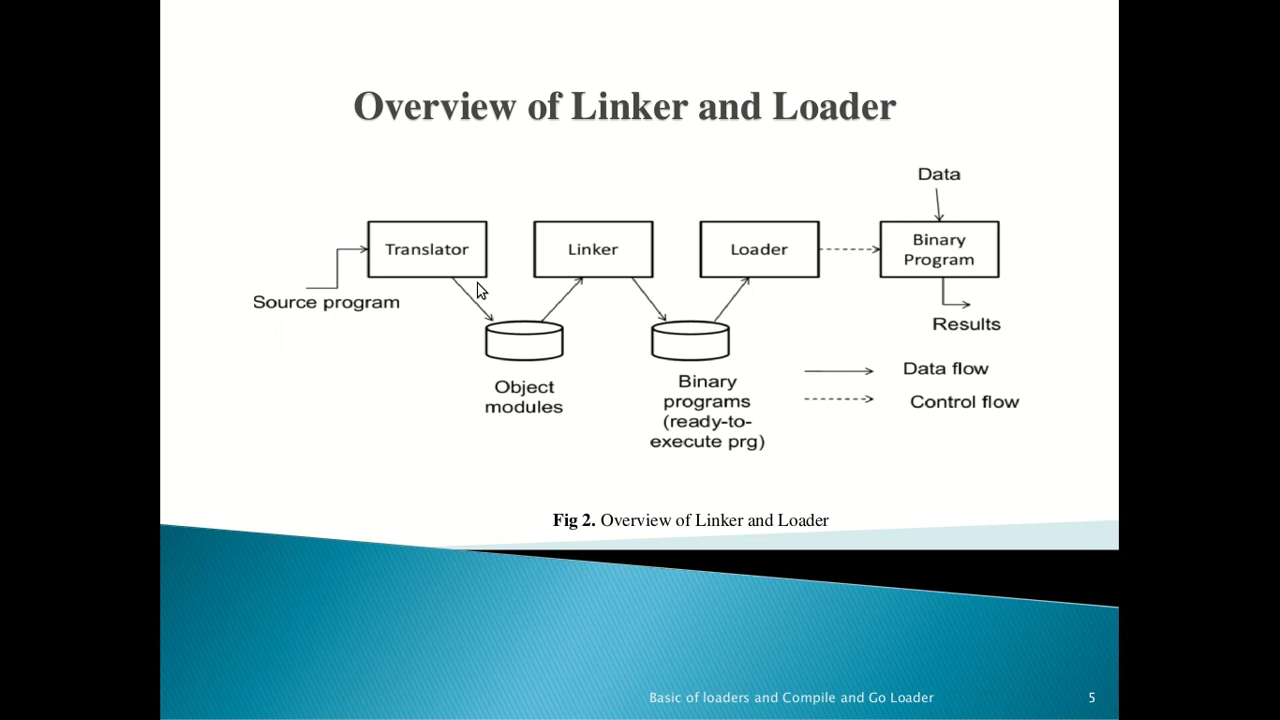 Overview of Linker and Loader
Data
Translator
Linker
Loader
Binary
Program
Source program
Results
Object
modules
Binary
programs
(ready-to-
execute prg)
Data flow
Control flow
Fig 2. Overview of Linker and Loader
Basic of loaders and Compile and Go Loader
5